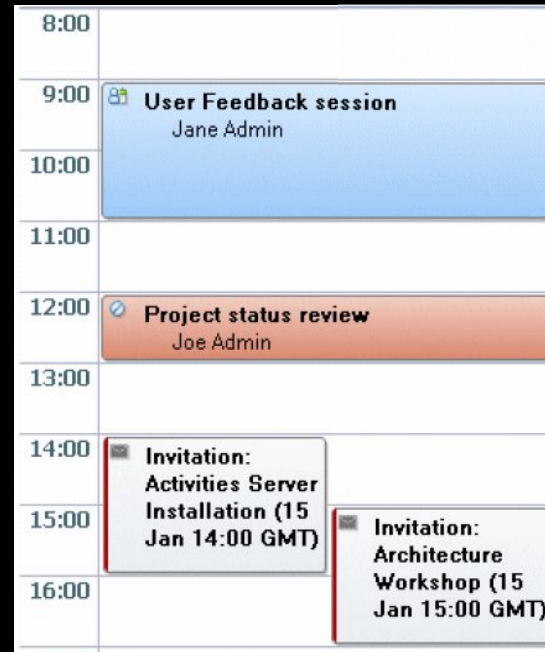 8:00
9:00
User Feedback session
Jane Admin
10:00
11:00
12:00
Project status review
Joe Admin
13:00
14:00
Invitation:
Activities Server
Installation (15
Jan 14:00 GMT)
15:00
Invitation:
Architecture
Workshop (15
Jan 15:00 GMT)
16:00